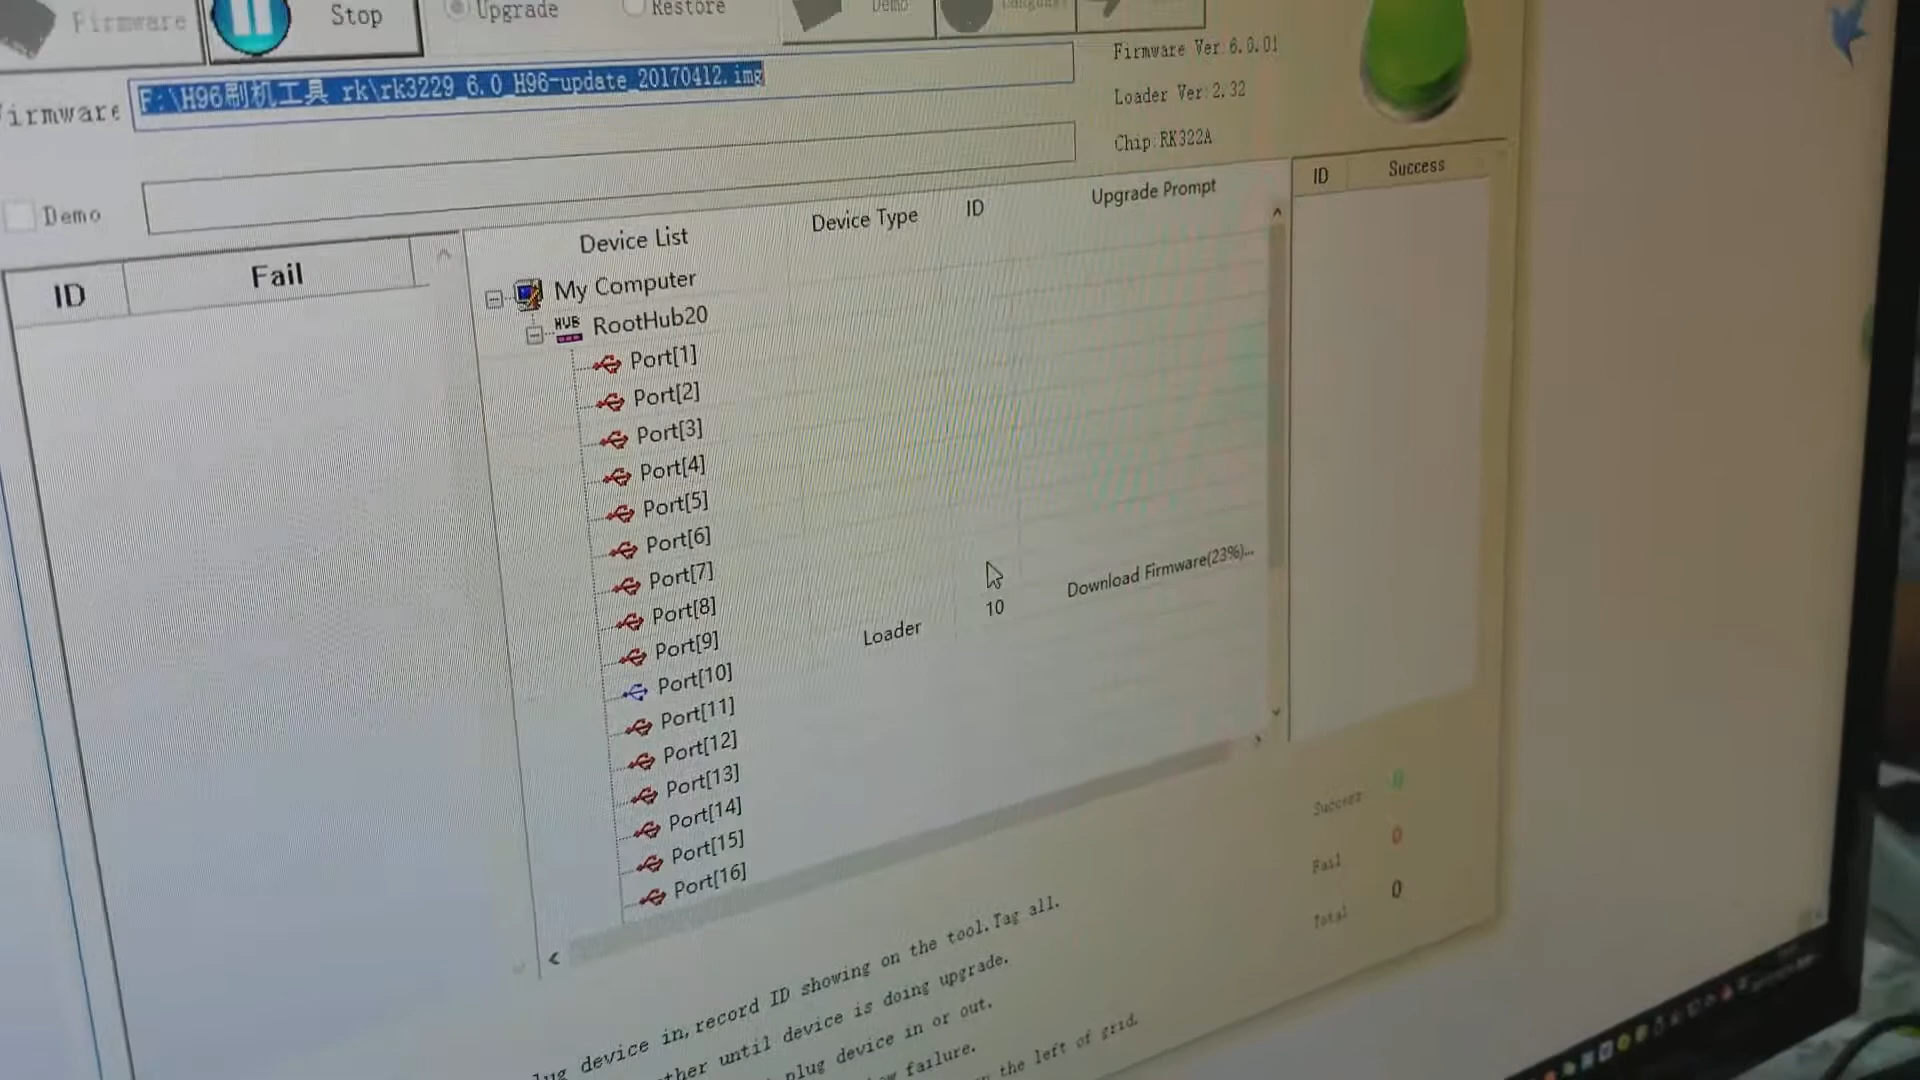 Firmware
Stop
Upgrade
Restore
Demo
Firmware
F:\H96刷机工具 rk\rk3229_6.0_H96-update_20170412.img
Firmware Ver:6.0.01
Loader Ver:2.32
Chip:RK322A
Demo
ID
Fail
Device List
Device Type
ID
Upgrade Prompt
ID
Success
My Computer
HUB
RootHub20
Port[1]
Port[2]
Port[3]
Port[4]
Port[5]
Port[6]
Port[7]
Port[8]
Port[9]
Port[10]
Loader
10
Download Firmware(23%)...
Port[11]
Port[12]
Port[13]
Port[14]
Port[15]
Port[16]
Success 0
Fail 0
Total 0
device in,record ID showing on the tool.Tag all.
until device is doing upgrade.
plug device in or out.
failure.
the left of grid.